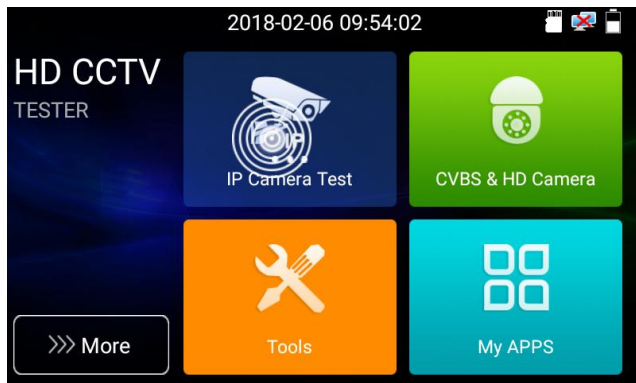 2018-02-06 09:54:02
HD CCTV
TESTER
IP
IP Camera Test
CVBS & HD Camera
>>> More
Tools
My APPS